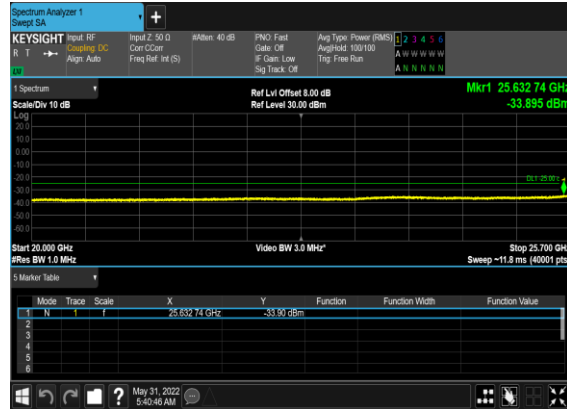 Spectrum Analyzer 1
Swept SA
+
KEYSIGHT Input: RF Input Z: 50 Ω #Atten: 40 dB PNO: Fast Avg Type: Power (RMS) 1 2 3 4 5 6
R T Coupling: DC Corr CCorr Gate: Off Avg|Hold: 100/100 A W W W W W
Align: Auto Freq Ref: Int (S) IF Gain: Low Trig: Free Run
Sig Track: Off A N N N N N
1 Spectrum Ref Lvl Offset 8.00 dB Mkr1 25.632 74 GHz
Scale/Div 10 dB Ref Level 30.00 dBm -33.895 dBm
Log
20.0
10.0
0.00
-10.0
-20.0
DL1 -25.00
-30.0
-40.0
-50.0
-60.0
Start 20.000 GHz Video BW 3.0 MHz* Stop 25.700 GHz
#Res BW 1.0 MHz Sweep ~11.8 ms (40001 pts)
5 Marker Table
Mode Trace Scale X Y Function Function Width Function Value
1 N 1 f 25.632 74 GHz -33.90 dBm
2
3
4
5
6
? May 31, 2022
5:40:46 AM